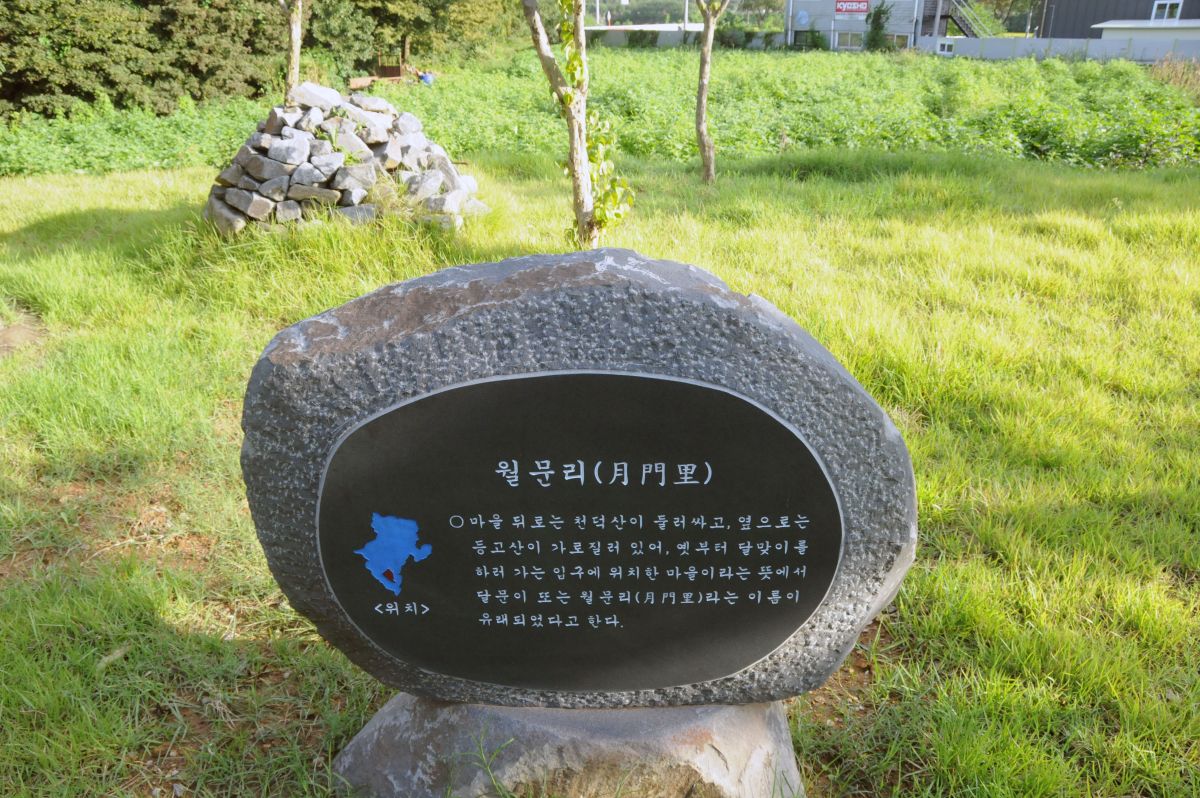 KYOSHO
월문리(月門里)
○마을 뒤로는 천덕산이 둘러싸고, 옆으로는
등고산이 가로질러 있어, 옛부터 달맞이를
하러 가는 입구에 위치한 마을이라는 뜻에서
달문이 또는 월문리(月門里)라는 이름이
유래되었다고 한다.
<위치>